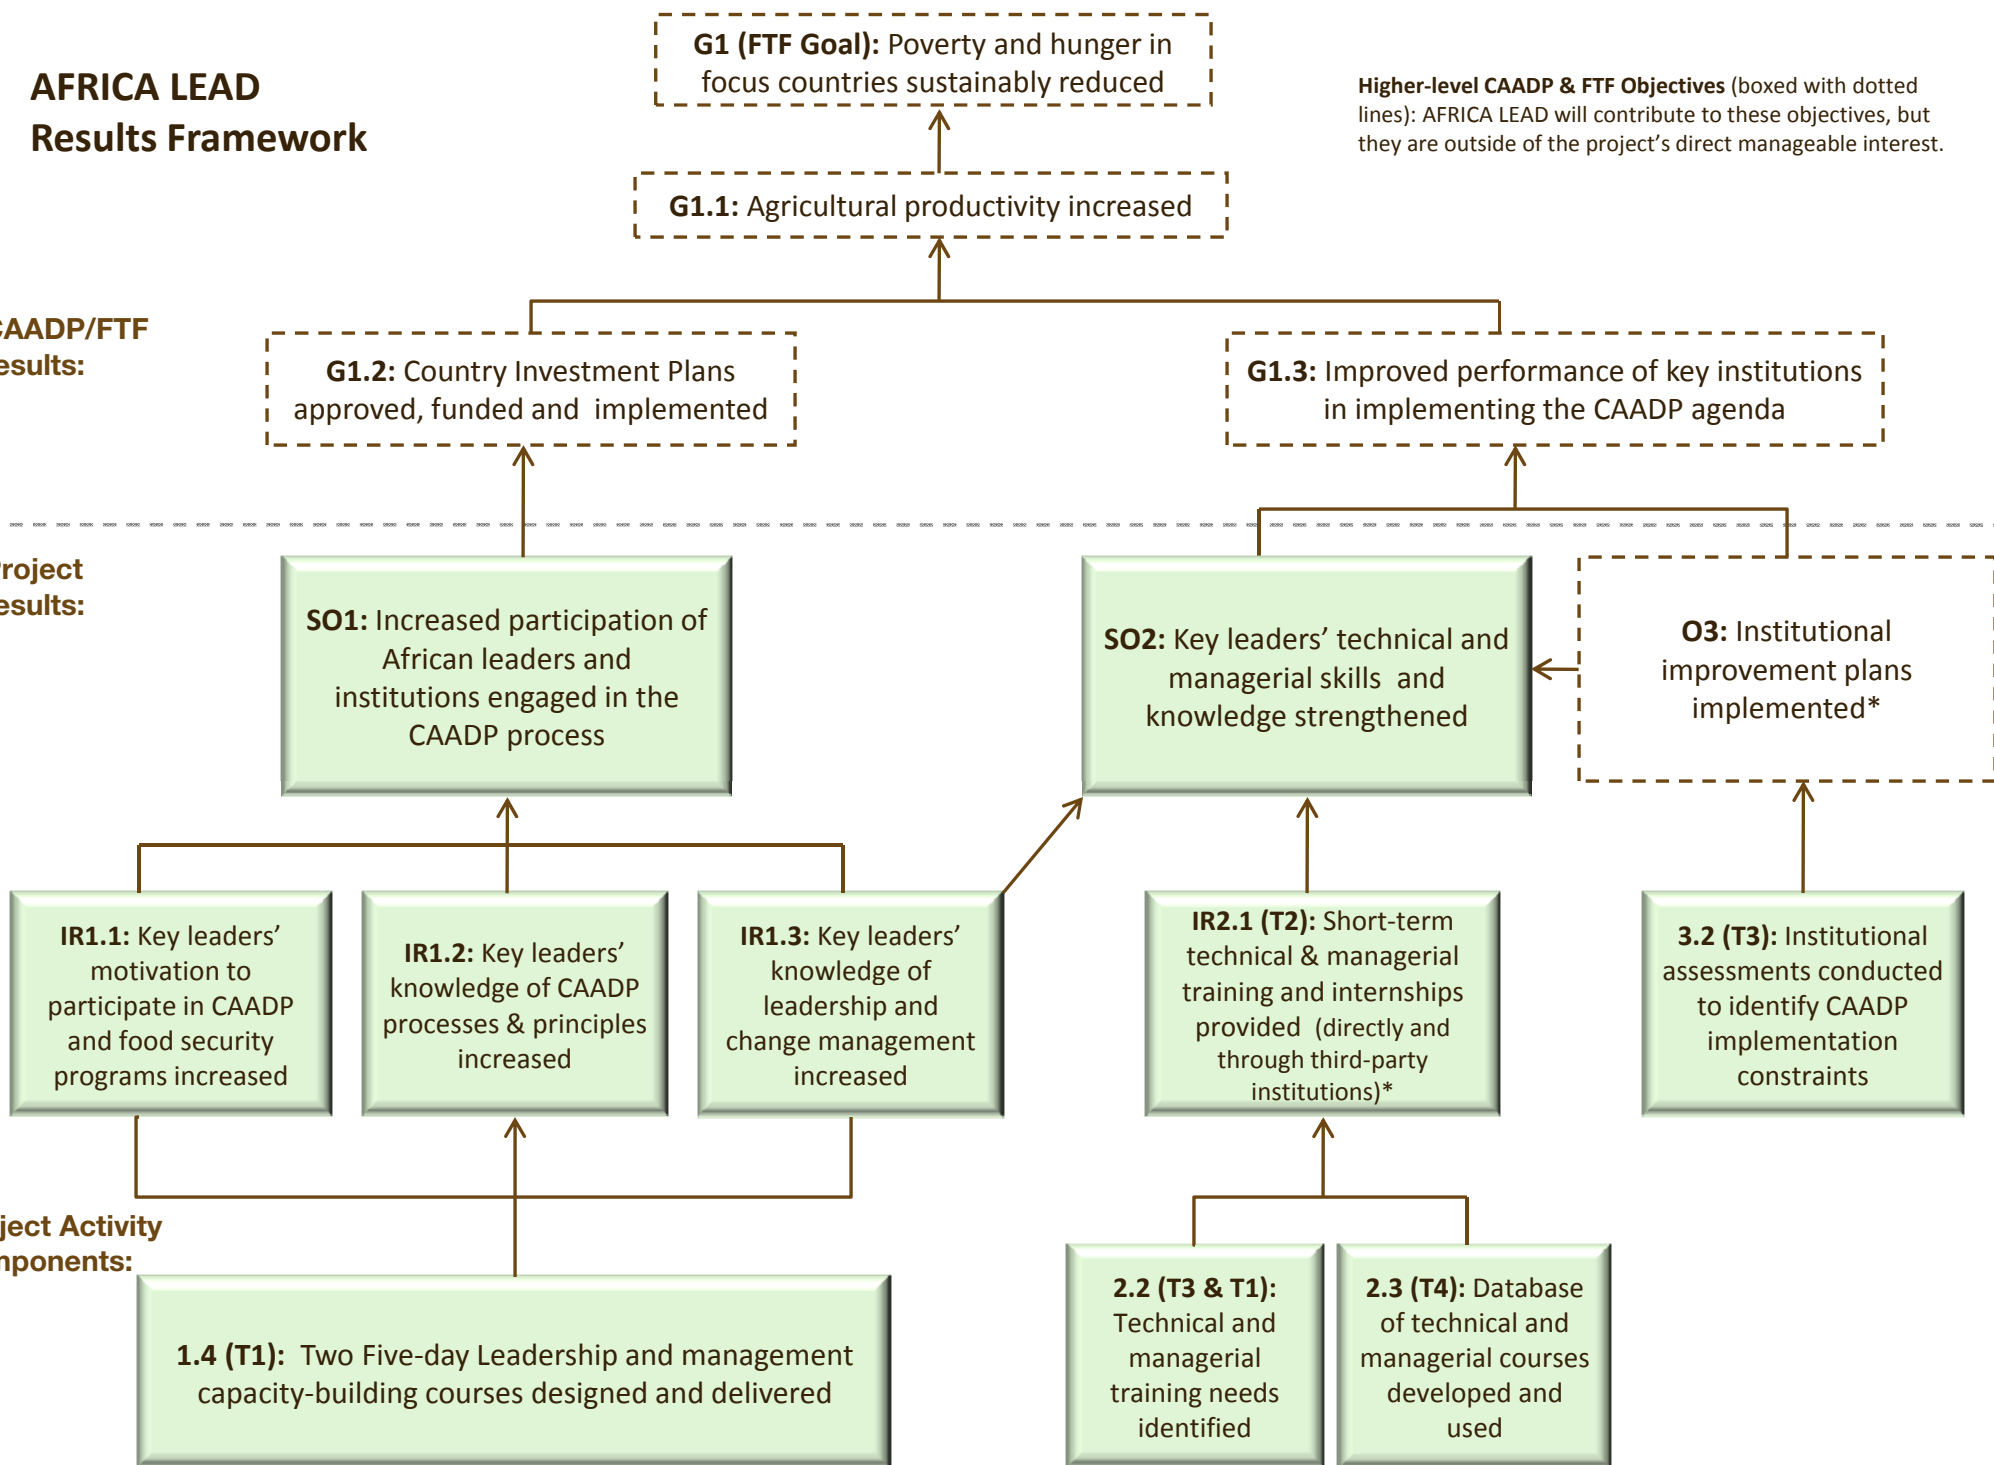 AFRICA LEAD
Results Framework
G1 (FTF Goal): Poverty and hunger in
focus countries sustainably reduced
Higher-level CAADP & FTF Objectives (boxed with dotted
lines): AFRICA LEAD will contribute to these objectives, but
they are outside of the project's direct manageable interest.
G1.1: Agricultural productivity increased
CAADP/FTF
esults:
G1.2: Country Investment Plans
approved, funded and implemented
G1.3: Improved performance of key institutions
in implementing the CAADP agenda
Project
esults:
SO1: Increased participation of
African leaders and
institutions engaged in the
CAADP process
SO2: Key leaders' technical and
managerial skills and
knowledge strengthened
O3: Institutional
improvement plans
implemented*
IR1.1: Key leaders'
motivation to
participate in CAADP
and food security
programs increased
IR1.2: Key leaders'
knowledge of CAADP
processes & principles
increased
IR1.3: Key leaders'
knowledge of
leadership and
change management
increased
IR2.1 (T2): Short-term
technical & managerial
training and internships
provided (directly and
through third-party
institutions)*
3.2 (T3): Institutional
assessments conducted
to identify CAADP
implementation
constraints
ject Activity
mponents:
1.4 (T1): Two Five-day Leadership and management
capacity-building courses designed and delivered
2.2 (T3 & T1):
Technical and
managerial
training needs
identified
2.3 (T4): Database
of technical and
managerial courses
developed and
used